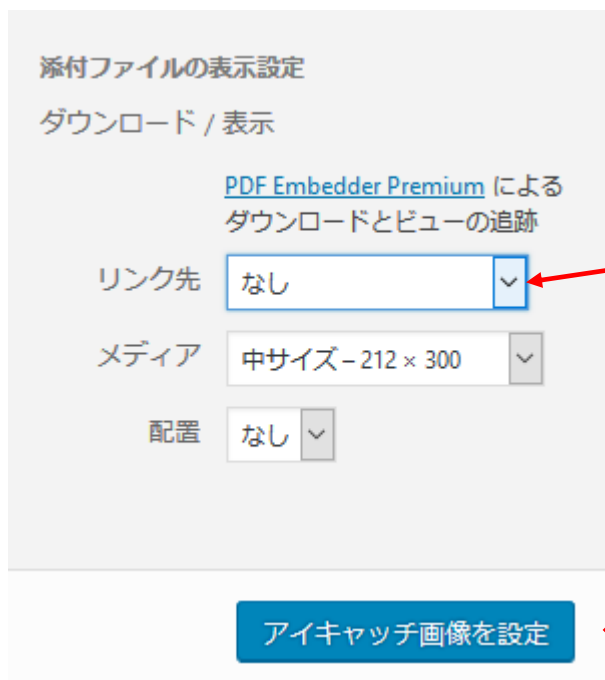 添付ファイルの表示設定
ダウンロード / 表示
PDF Embedder Premium による
ダウンロードとビューの追跡
リンク先 なし
メディア 中サイズ – 212 × 300
配置 なし
アイキャッチ画像を設定